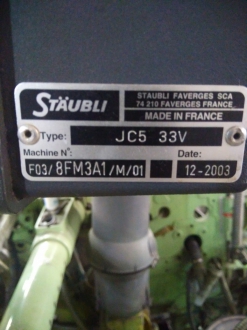 STÄUBLI
STAUBLI FAVERGES SCA
74 210 FAVERGES FRANCE
MADE IN FRANCE
Type: JC5 33V
Machine No: Date:
F03/8FM3A1/M/01 12-2003